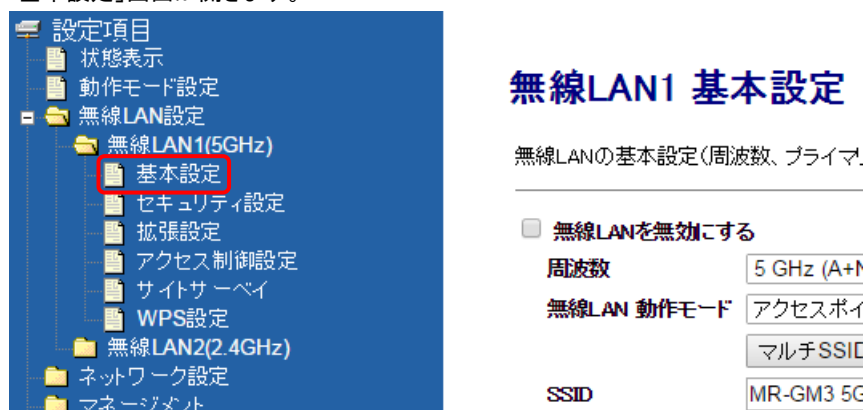 設定項目
状態表示
動作モード設定
無線LAN設定
無線LAN1(5GHz)
基本設定
セキュリティ設定
拡張設定
アクセス制御設定
サイトサーベイ
WPS設定
無線LAN2(2.4GHz)
ネットワーク設定
マネージメント
無線LAN1 基本設定
無線LANの基本設定(周波数、プライマ
無線LANを無効にする
周波数 5 GHz (A+N
無線LAN 動作モード アクセスポイ
マルチSSID
SSID MR-GM3 5G